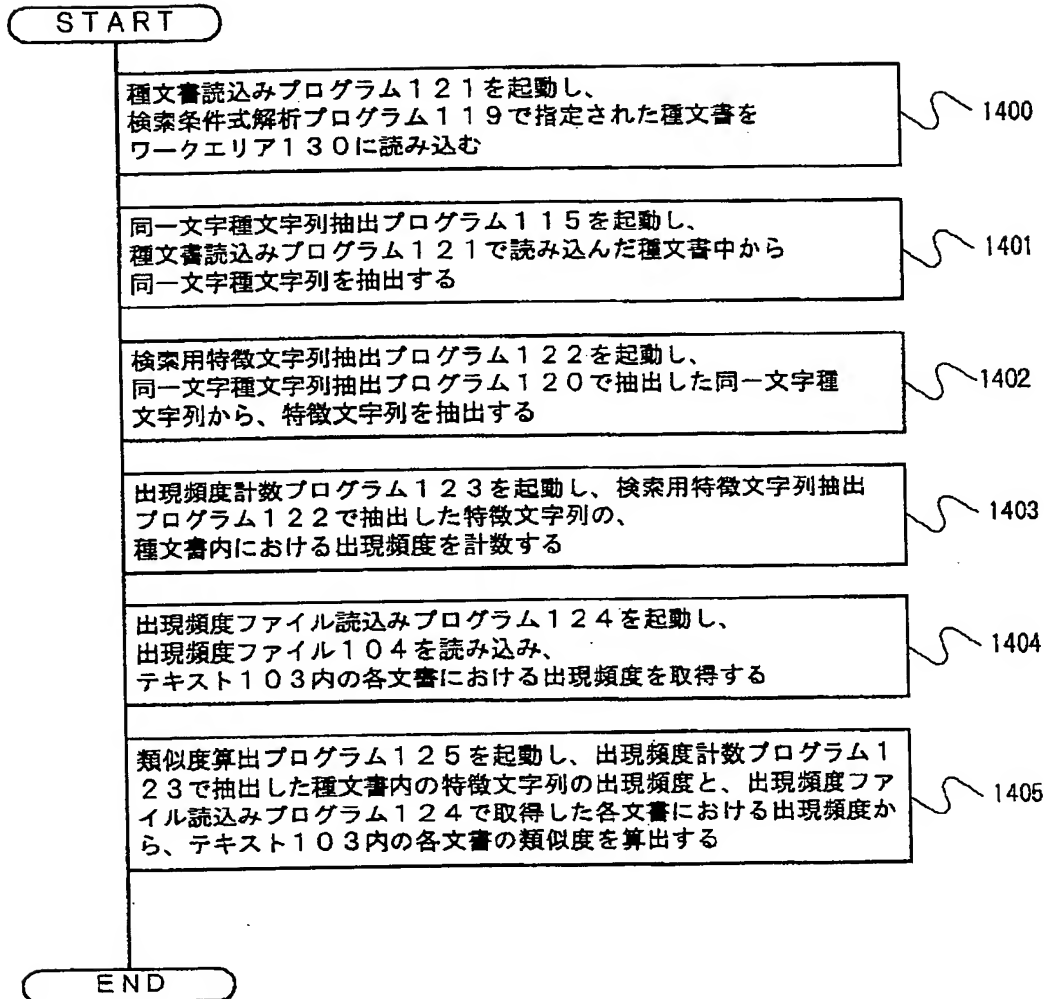 START
種文書読込みプログラム121を起動し、
検索条件式解析プログラム119で指定された種文書を
ワークエリア130に読み込む
1400
同一文字種文字列抽出プログラム115を起動し、
種文書読込みプログラム121で読み込んだ種文書中から
同一文字種文字列を抽出する
1401
検索用特徴文字列抽出プログラム122を起動し、
同一文字種文字列抽出プログラム120で抽出した同一文字種
文字列から、特徴文字列を抽出する
1402
出現頻度計数プログラム123を起動し、検索用特徴文字列抽出
プログラム122で抽出した特徴文字列の、
種文書内における出現頻度を計数する
1403
出現頻度ファイル読込みプログラム124を起動し、
出現頻度ファイル104を読み込み、
テキスト103内の各文書における出現頻度を取得する
1404
類似度算出プログラム125を起動し、出現頻度計数プログラム1
23で抽出した種文書内の特徴文字列の出現頻度と、出現頻度ファ
イル読込みプログラム124で取得した各文書における出現頻度か
ら、テキスト103内の各文書の類似度を算出する
1405
END